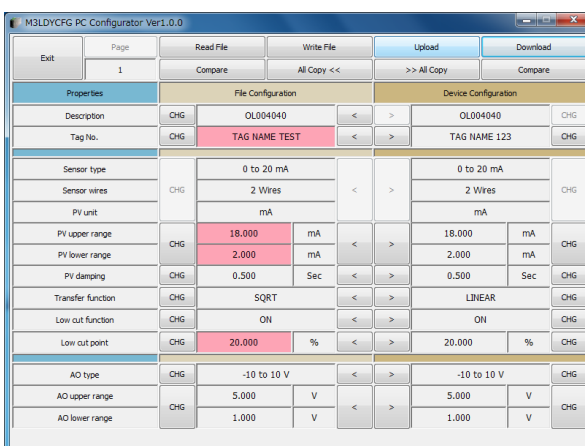 M3LDYCFG PC Configurator Ver1.0.0
Exit Page Read File Write File Upload Download
1 Compare All Copy << >> All Copy Compare
Properties File Configuration Device Configuration
Description CHG OL004040 < > OL004040 CHG
Tag No. CHG TAG NAME TEST < > TAG NAME 123 CHG
Sensor type 0 to 20 mA 0 to 20 mA
Sensor wires CHG 2 Wires < > 2 Wires CHG
PV unit mA mA
PV upper range CHG 18.000 mA < > 18.000 mA CHG
PV lower range 2.000 mA 2.000 mA
PV damping CHG 0.500 Sec < > 0.500 Sec CHG
Transfer function CHG SQRT < > LINEAR CHG
Low cut function CHG ON < > ON CHG
Low cut point CHG 20.000 % < > 20.000 % CHG
AO type CHG -10 to 10 V < > -10 to 10 V CHG
AO upper range CHG 5.000 V < > 5.000 V CHG
AO lower range 1.000 V 1.000 V